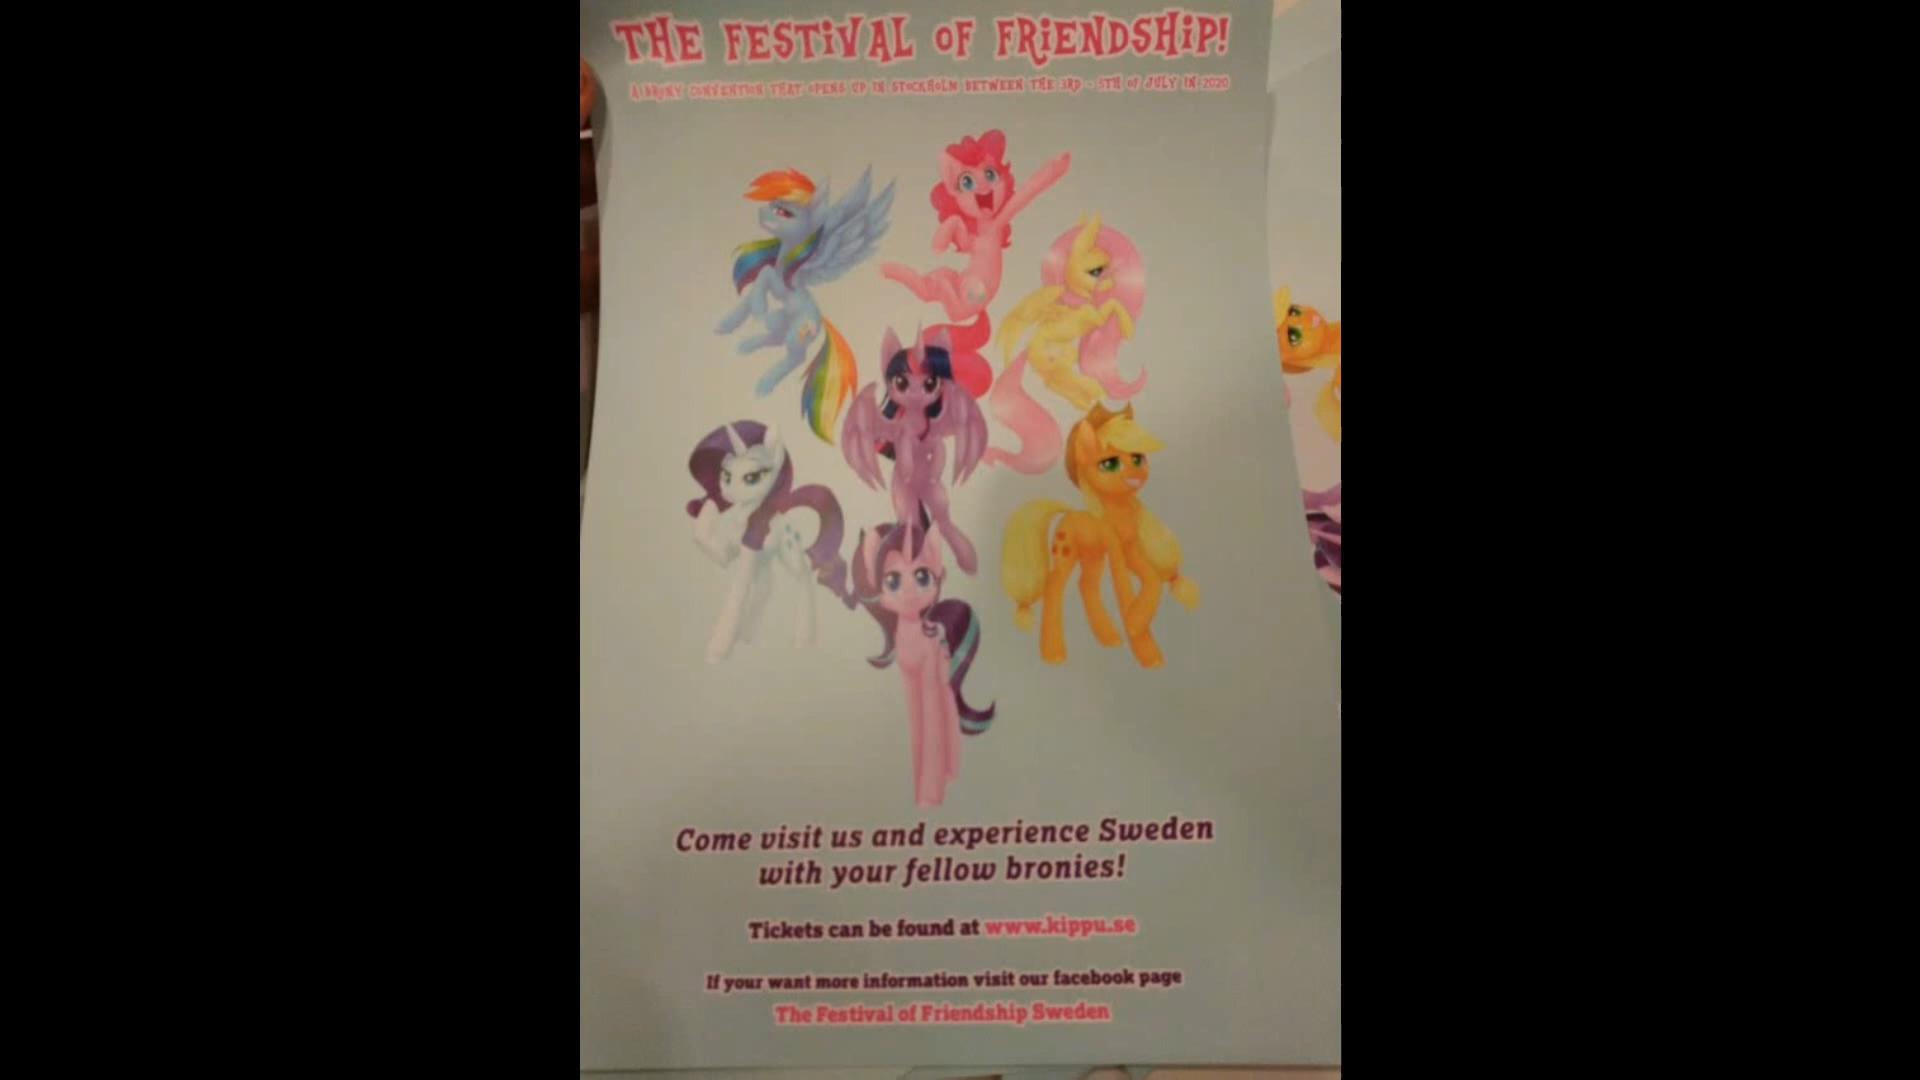 THE FESTIVAL OF FRIENDSHIP!
A BRONY CONVENTION THAT OPENS UP IN STOCKHOLM BETWEEN THE 3RD - 5TH OF JULY IN 2020
Come visit us and experience Sweden
with your fellow bronies!
Tickets can be found at www.kippu.se
If your want more information visit our facebook page
The Festival of Friendship Sweden